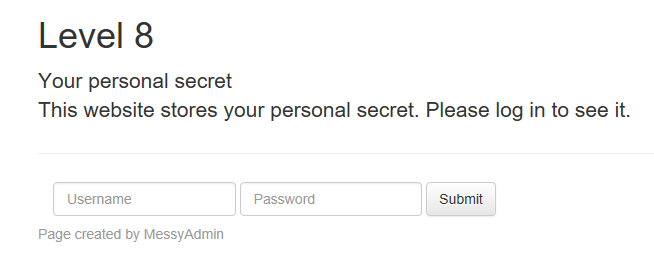 Level 8
Your personal secret
This website stores your personal secret. Please log in to see it.
Username Password Submit
Page created by MessyAdmin